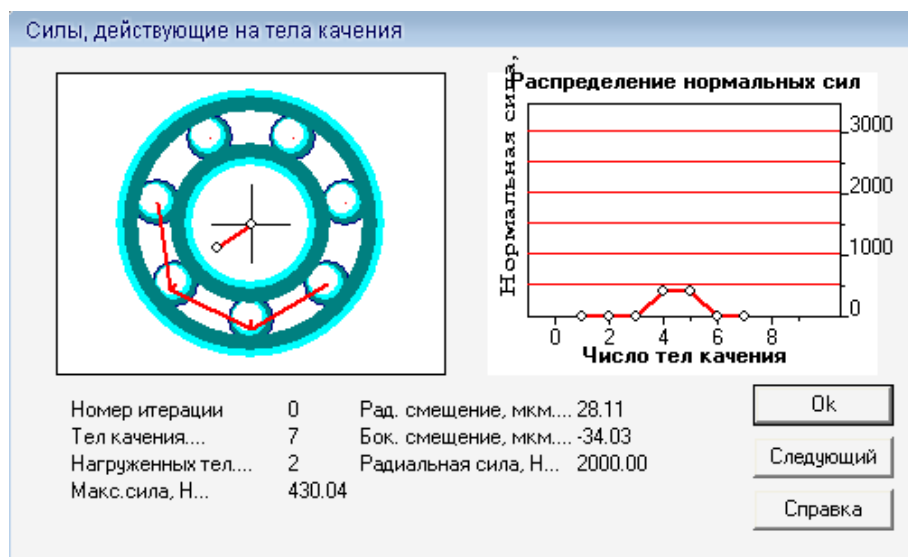 Силы, действующие на тела качения
Распределение нормальных сил
Нормальная сила,
3000
2000
1000
0
0 2 4 6 8
Число тел качения
Номер итерации 0 Рад. смещение, мкм.... 28.11
Тел качения.... 7 Бок. смещение, мкм.... -34.03
Нагруженных тел.... 2 Радиальная сила, Н... 2000.00
Макс.сила, Н... 430.04
Ok
Следующий
Справка